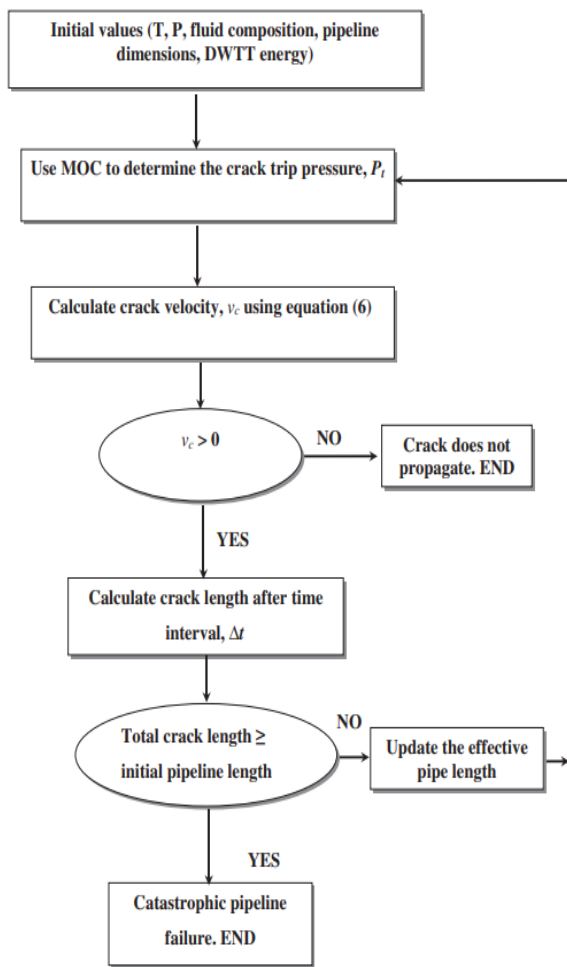 Initial values (T, P, fluid composition, pipeline
dimensions, DWTT energy)
Use MOC to determine the crack trip pressure, Pt
Calculate crack velocity, vc using equation (6)
vc > 0
NO
Crack does not
propagate. END
YES
Calculate crack length after time
interval, Δt
Total crack length ≥
initial pipeline length
NO
Update the effective
pipe length
YES
Catastrophic pipeline
failure. END